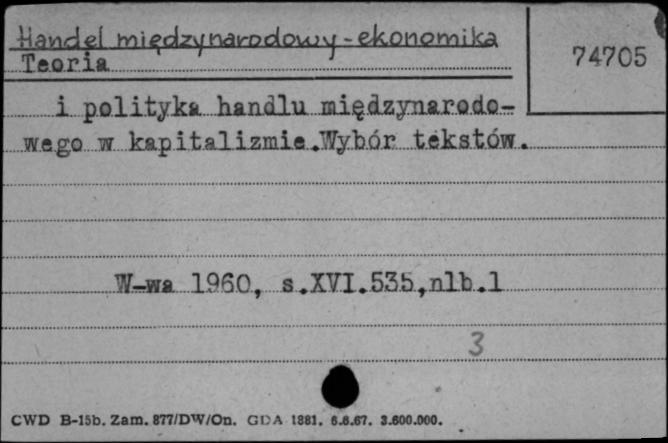 Handel międzynarodowy - ekonomika
74705
Teoria
i polityka handlu międzynarodo-
wego w kapitalizmie.Wybór tekstów.
W-wa 1960, s.XVI.535,nlb.1
3
CWD B-15b. Zam. 877/DW/On. GDA 1881. 6.6.67. 3.600.000.